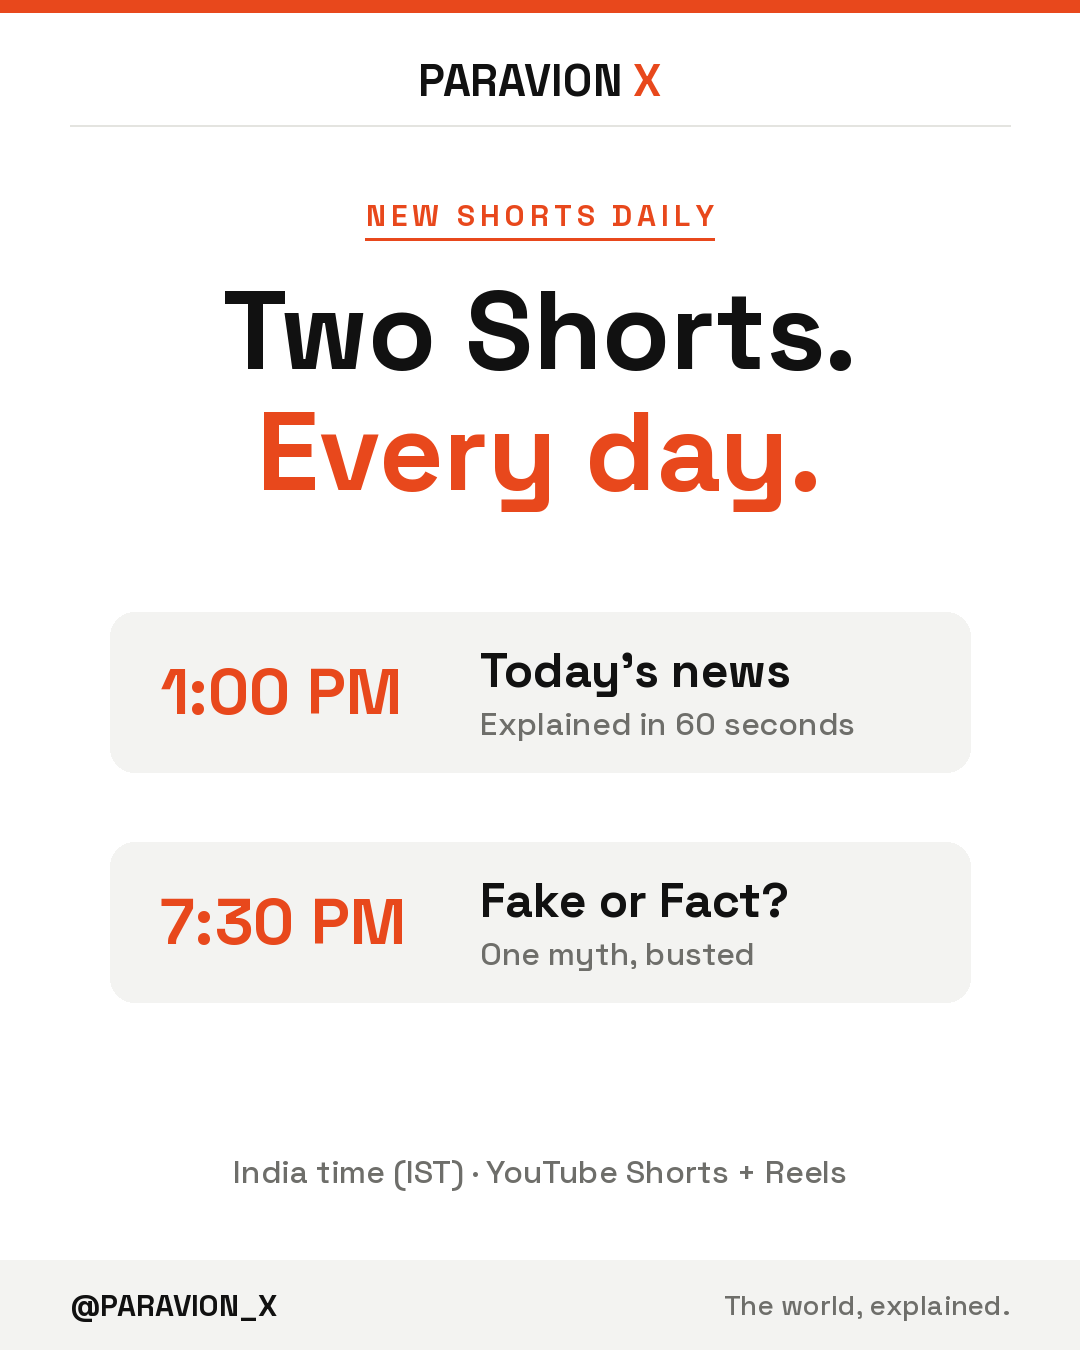 PARAVION X
NEW SHORTS DAILY
Two Shorts.
Every day.
1:00 PM
Today’s news
Explained in 60 seconds
7:30 PM
Fake or Fact?
One myth, busted
India time (IST) · YouTube Shorts + Reels
@PARAVION_X
The world, explained.